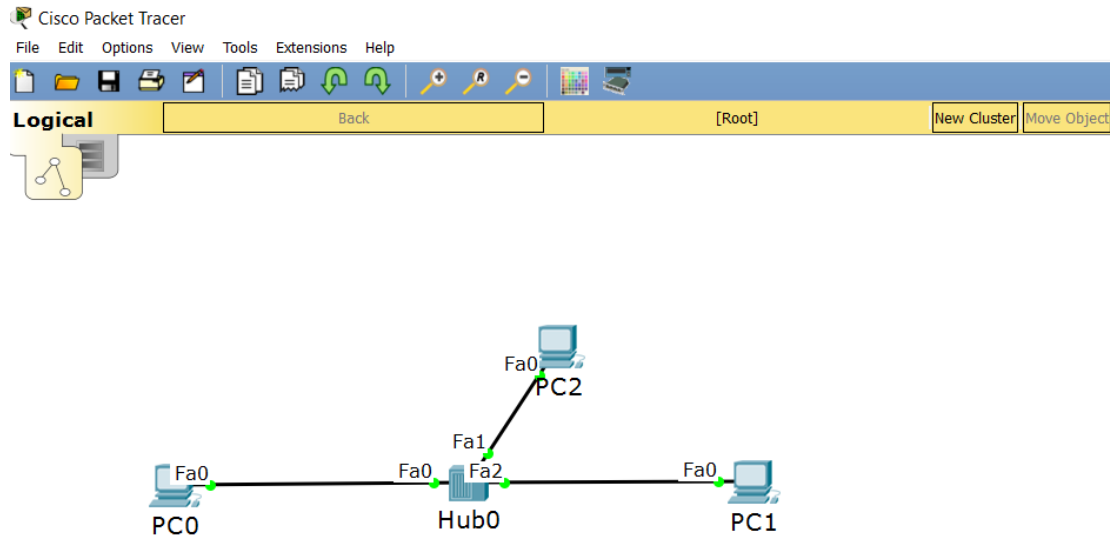 Cisco Packet Tracer
File Edit Options View Tools Extensions Help
R
Logical Back [Root] New Cluster Move Object
Fa0
PC2
Fa1
Fa0 Fa0 Fa2 Fa0
PC0 Hub0 PC1